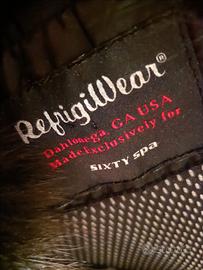 RefrigiWear®
Dahlonega, GA USA
Made Exclusively for
SIXTY spa